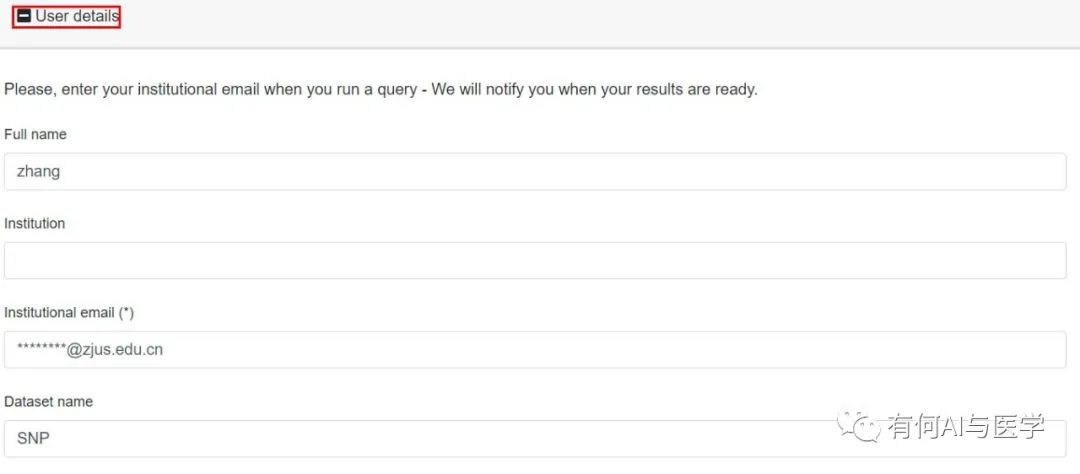 User details
Please, enter your institutional email when you run a query - We will notify you when your results are ready.
Full name
zhang
Institution
Institutional email (*)
********@zjus.edu.cn
Dataset name
SNP
有何AI与医学